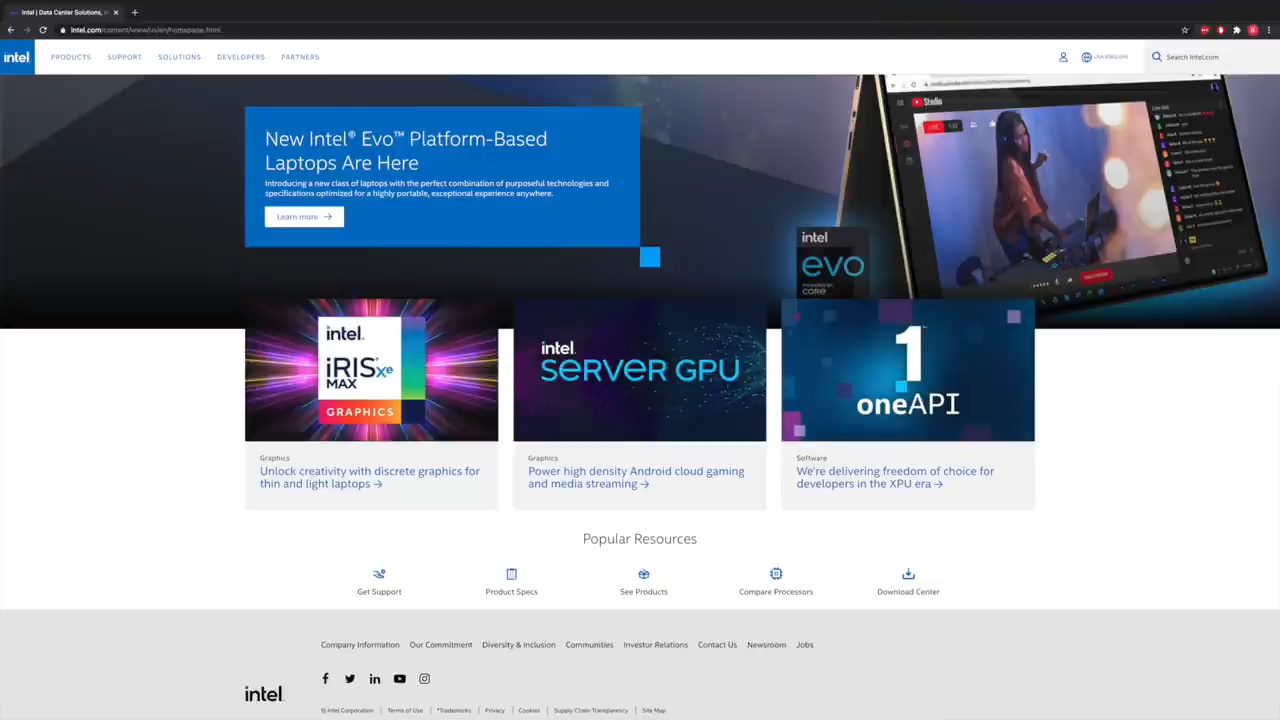 Intel | Data Center Solutions,
intel.com/content/www/us/en/homepage.html
intel
PRODUCTS
SUPPORT
SOLUTIONS
DEVELOPERS
PARTNERS
USA (ENGLISH)
Search Intel.com
New Intel® Evo™ Platform-Based
Laptops Are Here
Introducing a new class of laptops with the perfect combination of purposeful technologies and
specifications optimized for a highly portable, exceptional experience anywhere.
Learn more →
Studio
LIVE
intel
evo
POWERED BY
CORE
intel.
iRIS Xe
MAX
GRAPHICS
intel.
SERVER GPU
1
oneAPI
Graphics
Unlock creativity with discrete graphics for
thin and light laptops →
Graphics
Power high density Android cloud gaming
and media streaming →
Software
We're delivering freedom of choice for
developers in the XPU era →
Popular Resources
Get Support
Product Specs
See Products
Compare Processors
Download Center
Company Information
Our Commitment
Diversity & Inclusion
Communities
Investor Relations
Contact Us
Newsroom
Jobs
intel.
© Intel Corporation
Terms of Use
*Trademarks
Privacy
Cookies
Supply Chain Transparency
Site Map